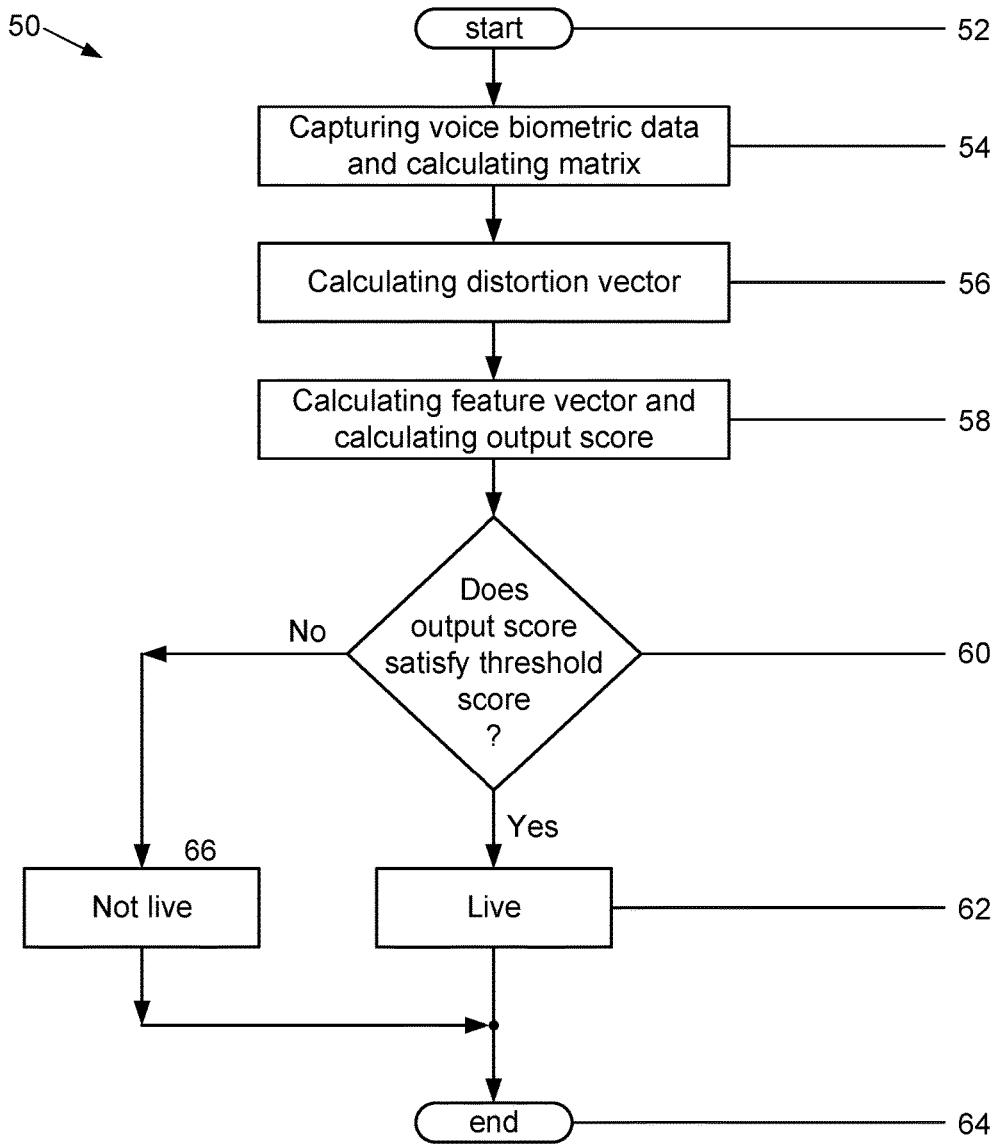 50
start
52
Capturing voice biometric data
and calculating matrix
54
Calculating distortion vector
56
Calculating feature vector and
calculating output score
58
Does
output score
satisfy threshold
score
?
60
No
Yes
66
Not live
Live
62
end
64